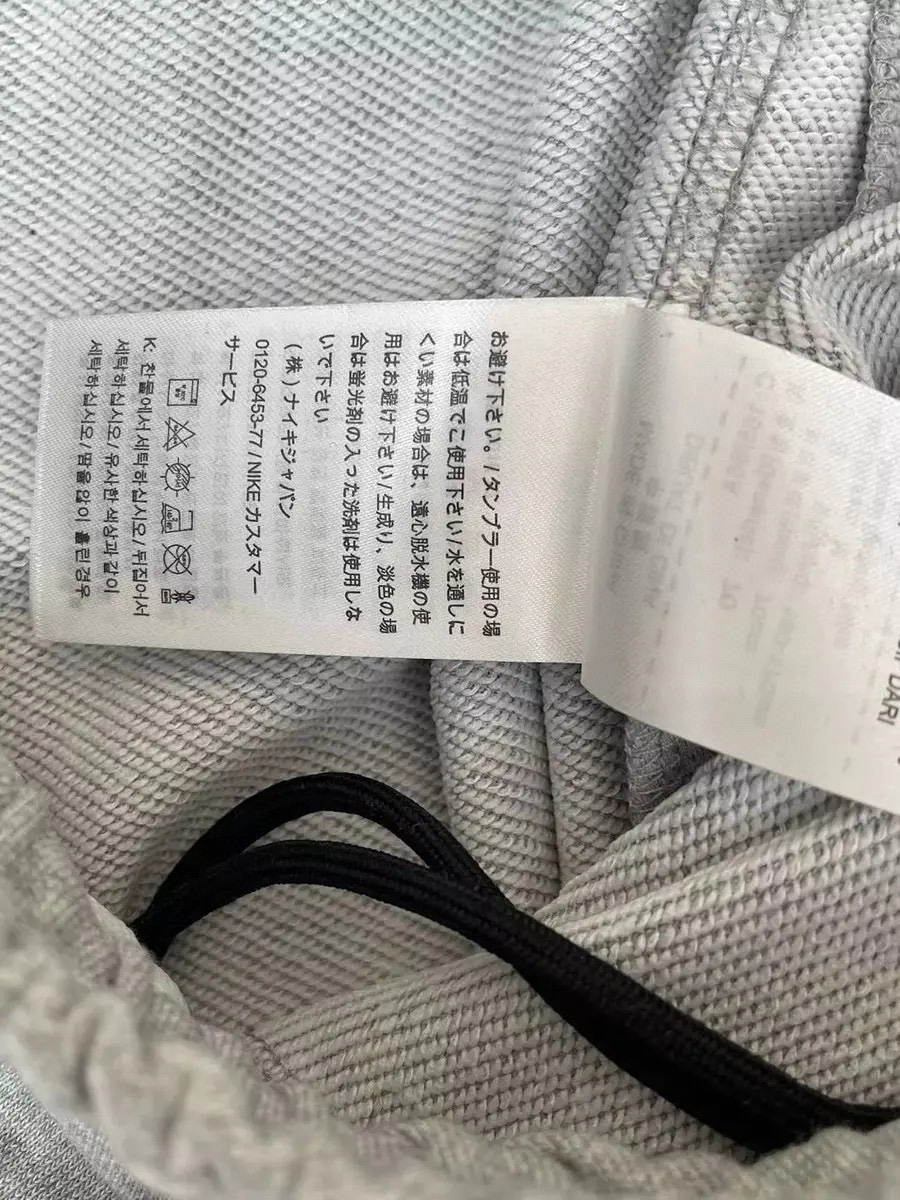 お避け下さい。/タンブラー使用の場
合は低温でご使用下さい/水を通しに
くい素材の場合は、遠心脱水機の使
用はお避け下さい/生成り、淡色の場
合は蛍光剤の入った洗剤は使用しな
いで下さい
(株)ナイキジャパン
0120-6453-77/NIKEカスタマー
サービス
K: 찬물에서 세탁하십시오/뒤집어서
세탁하십시오/유사한 색상과 같이
세탁하십시오/땀을 많이 흘린 경우
DARI